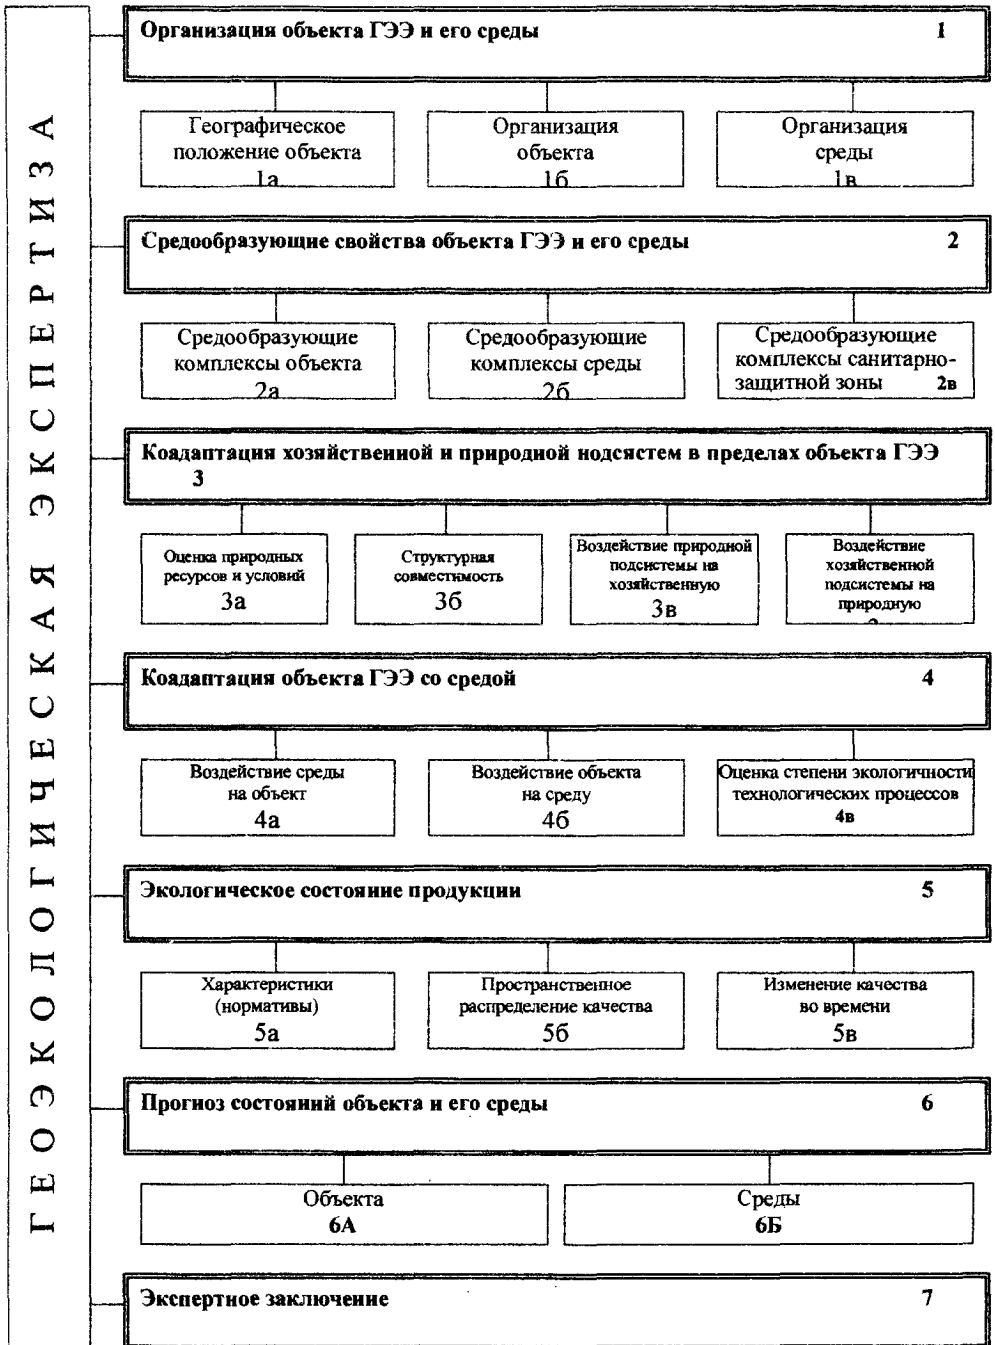 ГЕОЭКОЛОГИЧЕСКАЯ ЭКСПЕРТИЗА
Организация объекта ГЭЭ и его среды 1
Географическое
положение объекта
1а
Организация
объекта
1б
Организация
среды
1в
Средообразующие свойства объекта ГЭЭ и его среды 2
Средообразующие
комплексы объекта
2а
Средообразующие
комплексы среды
2б
Средообразующие
комплексы санитарно-
защитной зоны 2в
Коадаптация хозяйственной и природной нодсястем в пределах объекта ГЭЭ
3
Оценка природных
ресурсов и условий
3а
Структурная
совместимость
3б
Воздействие природной
подсистемы на
хозяйственную
3в
Воздействие
хозяйственной
подсистемы на
природную
Коадаптация объекта ГЭЭ со средой 4
Воздействие среды
на объект
4а
Воздействие объекта
на среду
4б
Оценка степени экологичности
технологических процессов
4в
Экологическое состояние продукции 5
Характеристики
(нормативы)
5а
Пространственное
распределение качества
5б
Изменение качества
во времени
5в
Прогноз состояний объекта и его среды 6
Объекта
6А
Среды
6Б
Экспертное заключение 7